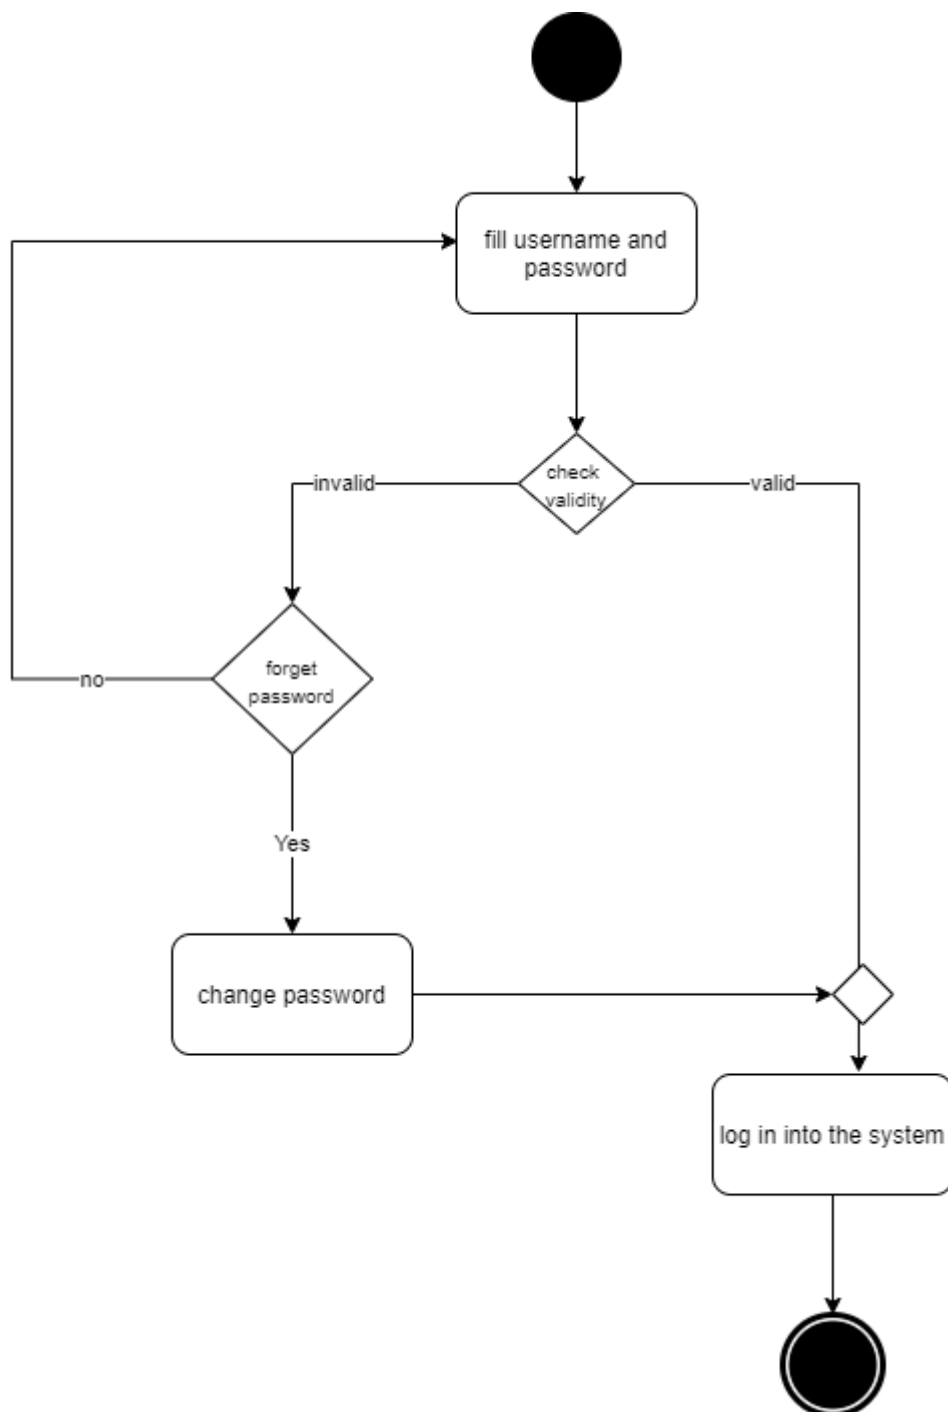 fill username and
password
check
validity
invalid
valid
forget
password
no
Yes
change password
log in into the system